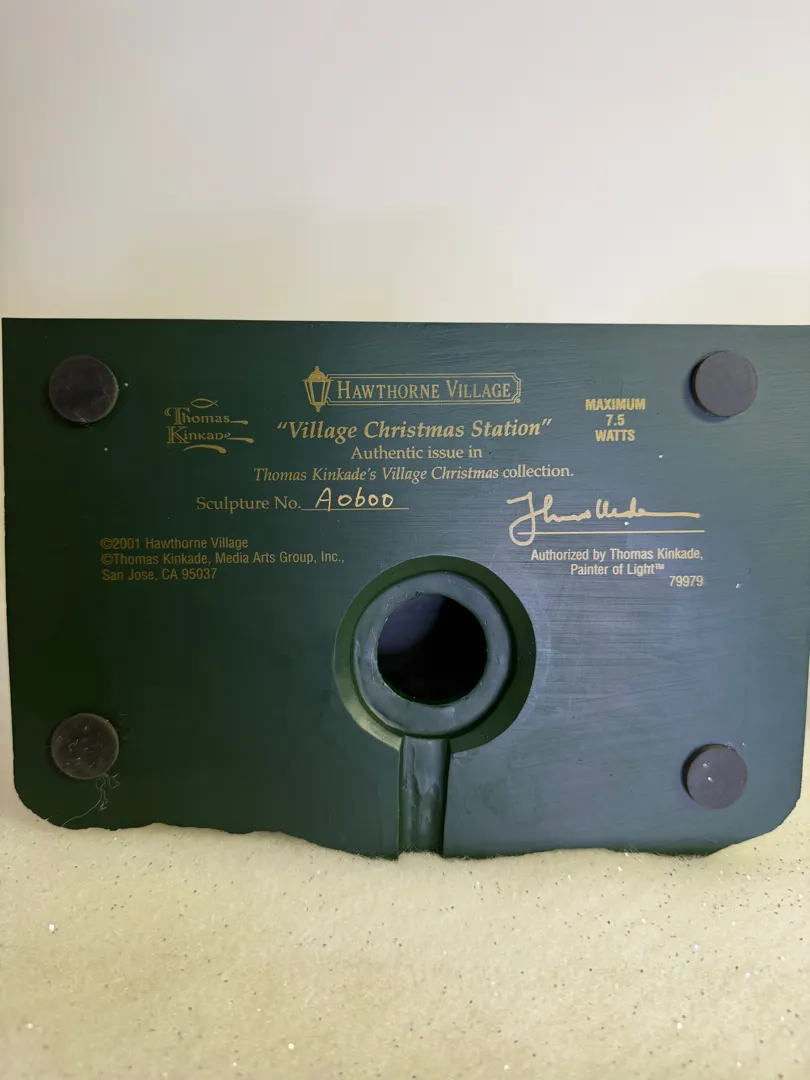 HAWTHORNE VILLAGE
Thomas
Kinkade
"Village Christmas Station"
MAXIMUM
7.5
WATTS
Authentic issue in
Thomas Kinkade's Village Christmas collection.
Sculpture No. A0600
©2001 Hawthorne Village
©Thomas Kinkade, Media Arts Group, Inc.,
San Jose, CA 95037
Authorized by Thomas Kinkade,
Painter of Light™
79979